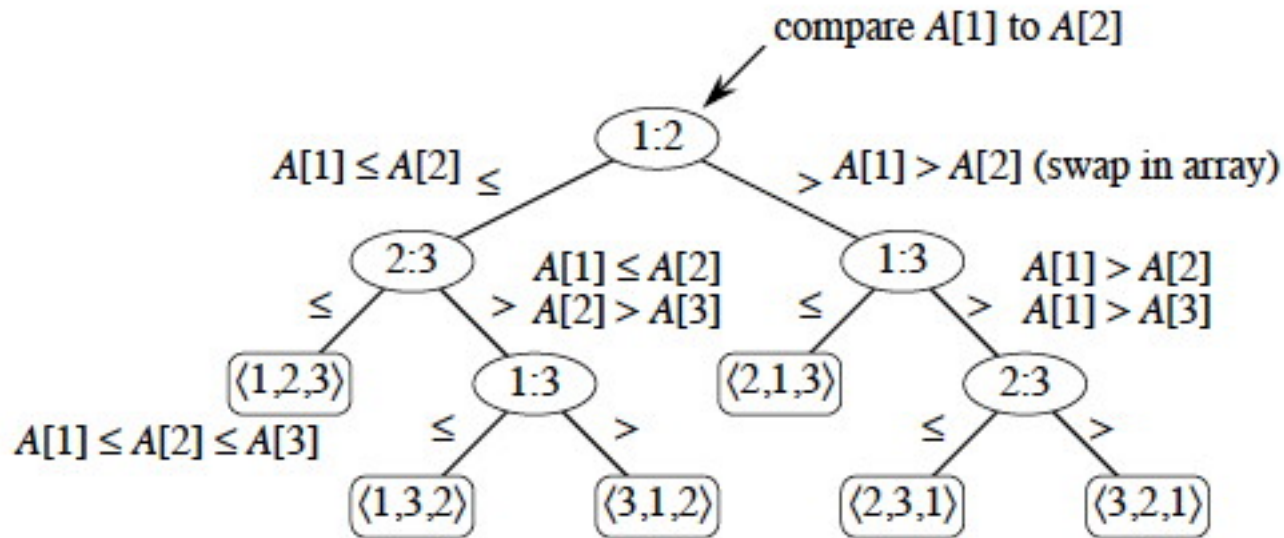 compare A[1] to A[2]
1:2
A[1] ≤ A[2] ≤
> A[1] > A[2] (swap in array)
2:3
A[1] ≤ A[2]
1:3
A[1] > A[2]
≤
> A[2] > A[3]
≤
> A[1] > A[3]
⟨1,2,3⟩
1:3
⟨2,1,3⟩
2:3
A[1] ≤ A[2] ≤ A[3]
≤
>
≤
>
⟨1,3,2⟩
⟨3,1,2⟩
⟨2,3,1⟩
⟨3,2,1⟩